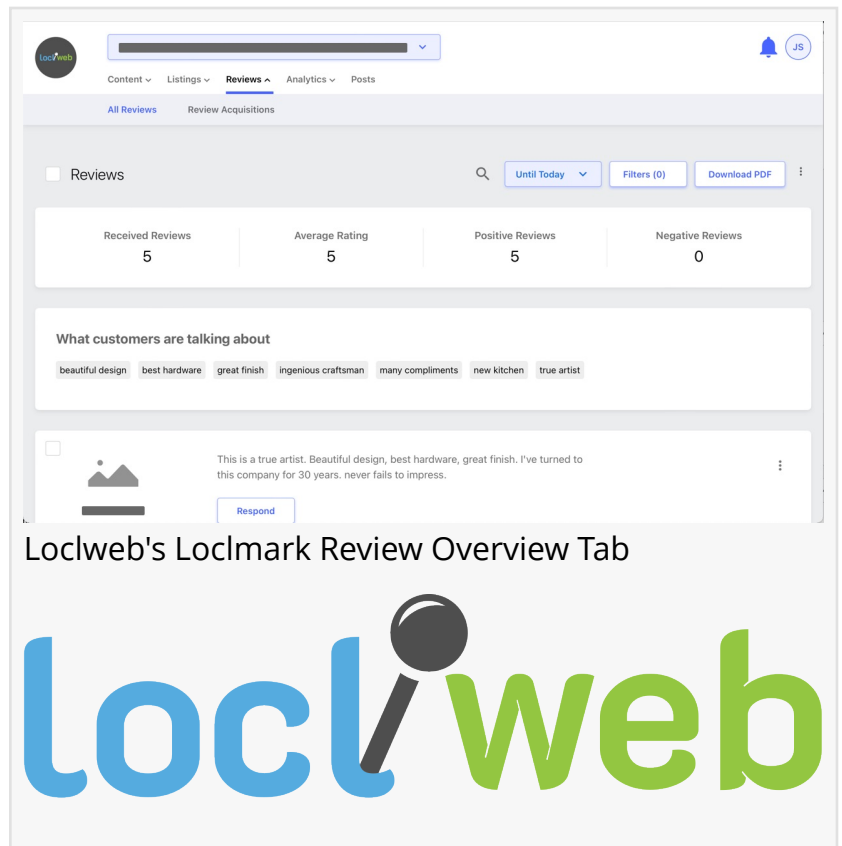 loclweb
JS
Content Listings Reviews Analytics Posts
All Reviews Review Acquisitions
Reviews Until Today Filters (0) Download PDF
Received Reviews Average Rating Positive Reviews Negative Reviews
5 5 5 0
What customers are talking about
beautiful design best hardware great finish ingenious craftsman many compliments new kitchen true artist
This is a true artist. Beautiful design, best hardware, great finish. I've turned to
this company for 30 years. never fails to impress.
Respond
Loclweb's Loclmark Review Overview Tab
loclweb